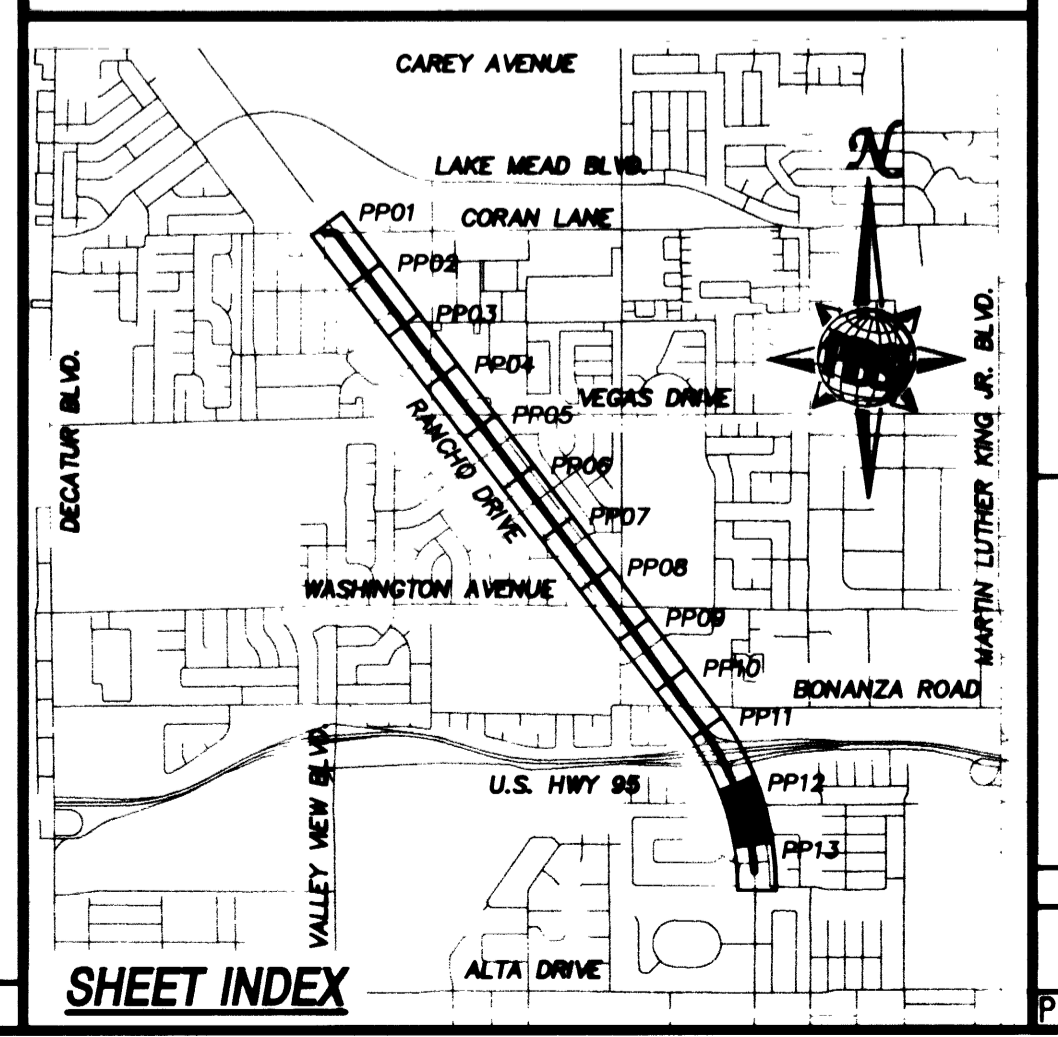 CAREY AVENUE
N
LAKE MEAD BLVD.
PP01
CORAN LANE
PP02
PP03
PP04
PP05
VEGAS DRIVE
RANCHO DRIVE
DECATUR BLVD.
MARTIN LUTHER KING JR. BLVD.
PP06
PP07
PP08
WASHINGTON AVENUE
PP09
PP10
BONANZA ROAD
PP11
U.S. HWY 95
PP12
VALLEY VIEW BLVD.
PP13
ALTA DRIVE
SHEET INDEX
P